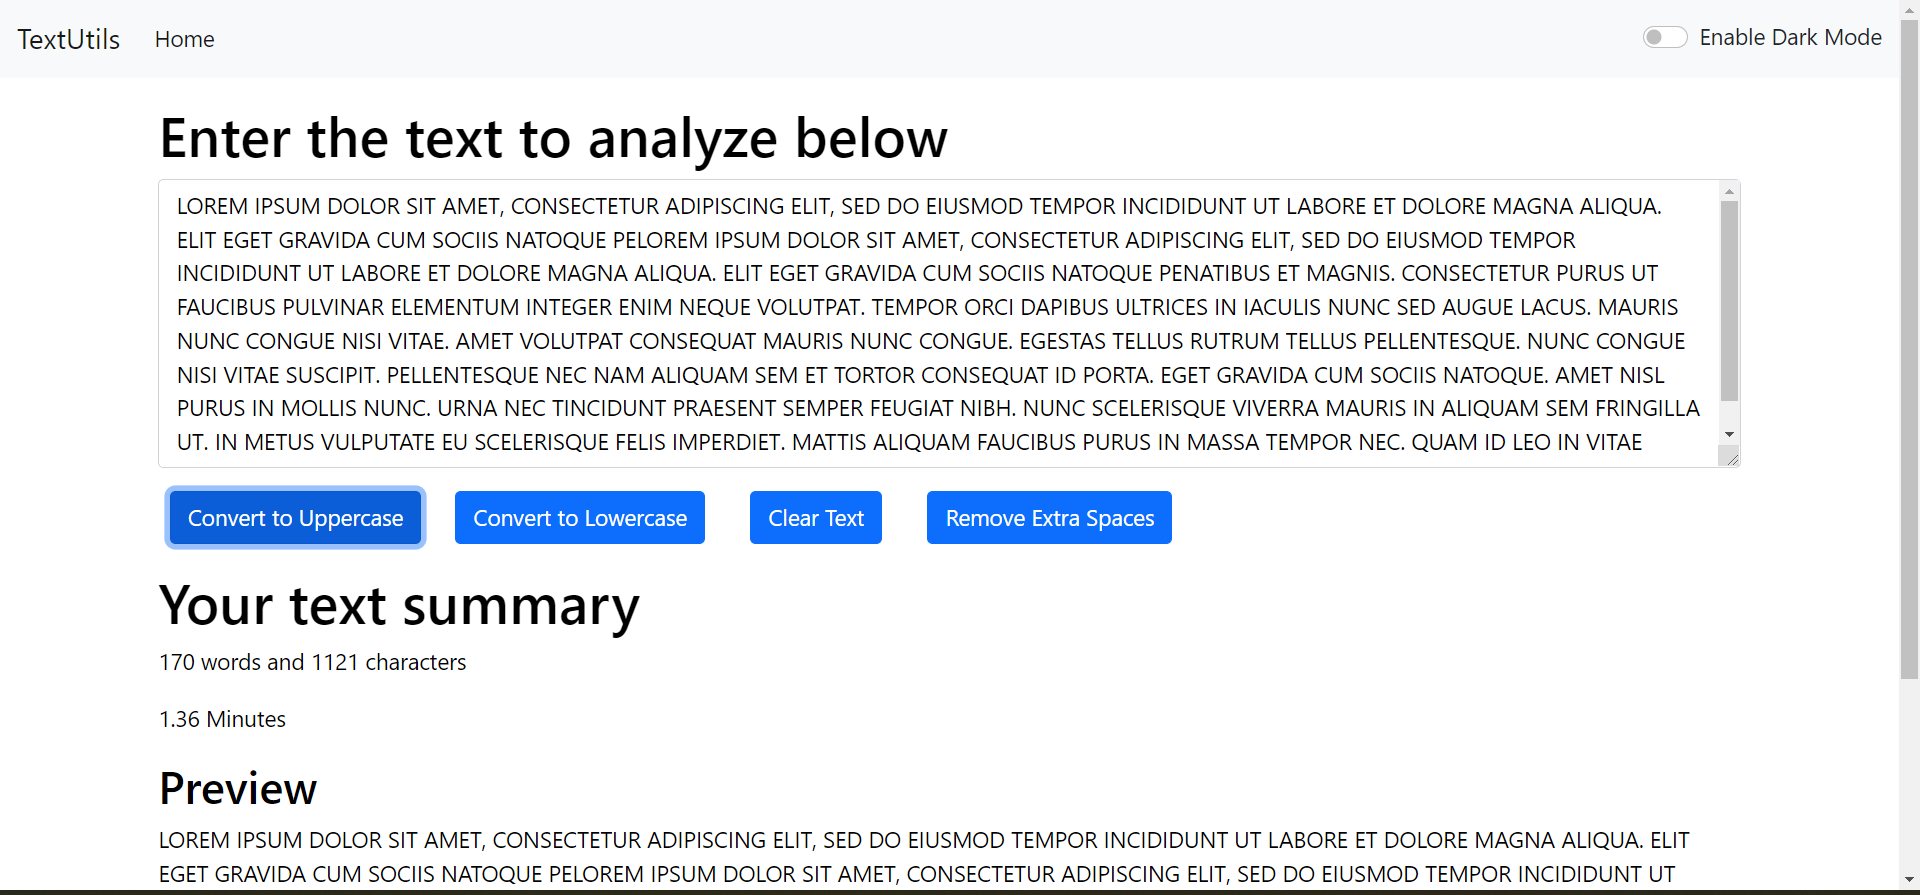 TextUtils Home Enable Dark Mode
Enter the text to analyze below
LOREM IPSUM DOLOR SIT AMET, CONSECTETUR ADIPISCING ELIT, SED DO EIUSMOD TEMPOR INCIDIDUNT UT LABORE ET DOLORE MAGNA ALIQUA.
ELIT EGET GRAVIDA CUM SOCIIS NATOQUE PELOREM IPSUM DOLOR SIT AMET, CONSECTETUR ADIPISCING ELIT, SED DO EIUSMOD TEMPOR
INCIDIDUNT UT LABORE ET DOLORE MAGNA ALIQUA. ELIT EGET GRAVIDA CUM SOCIIS NATOQUE PENATIBUS ET MAGNIS. CONSECTETUR PURUS UT
FAUCIBUS PULVINAR ELEMENTUM INTEGER ENIM NEQUE VOLUTPAT. TEMPOR ORCI DAPIBUS ULTRICES IN IACULIS NUNC SED AUGUE LACUS. MAURIS
NUNC CONGUE NISI VITAE. AMET VOLUTPAT CONSEQUAT MAURIS NUNC CONGUE. EGESTAS TELLUS RUTRUM TELLUS PELLENTESQUE. NUNC CONGUE
NISI VITAE SUSCIPIT. PELLENTESQUE NEC NAM ALIQUAM SEM ET TORTOR CONSEQUAT ID PORTA. EGET GRAVIDA CUM SOCIIS NATOQUE. AMET NISL
PURUS IN MOLLIS NUNC. URNA NEC TINCIDUNT PRAESENT SEMPER FEUGIAT NIBH. NUNC SCELERISQUE VIVERRA MAURIS IN ALIQUAM SEM FRINGILLA
UT. IN METUS VULPUTATE EU SCELERISQUE FELIS IMPERDIET. MATTIS ALIQUAM FAUCIBUS PURUS IN MASSA TEMPOR NEC. QUAM ID LEO IN VITAE
Convert to Uppercase Convert to Lowercase Clear Text Remove Extra Spaces
Your text summary
170 words and 1121 characters
1.36 Minutes
Preview
LOREM IPSUM DOLOR SIT AMET, CONSECTETUR ADIPISCING ELIT, SED DO EIUSMOD TEMPOR INCIDIDUNT UT LABORE ET DOLORE MAGNA ALIQUA. ELIT
EGET GRAVIDA CUM SOCIIS NATOQUE PELOREM IPSUM DOLOR SIT AMET, CONSECTETUR ADIPISCING ELIT, SED DO EIUSMOD TEMPOR INCIDIDUNT UT